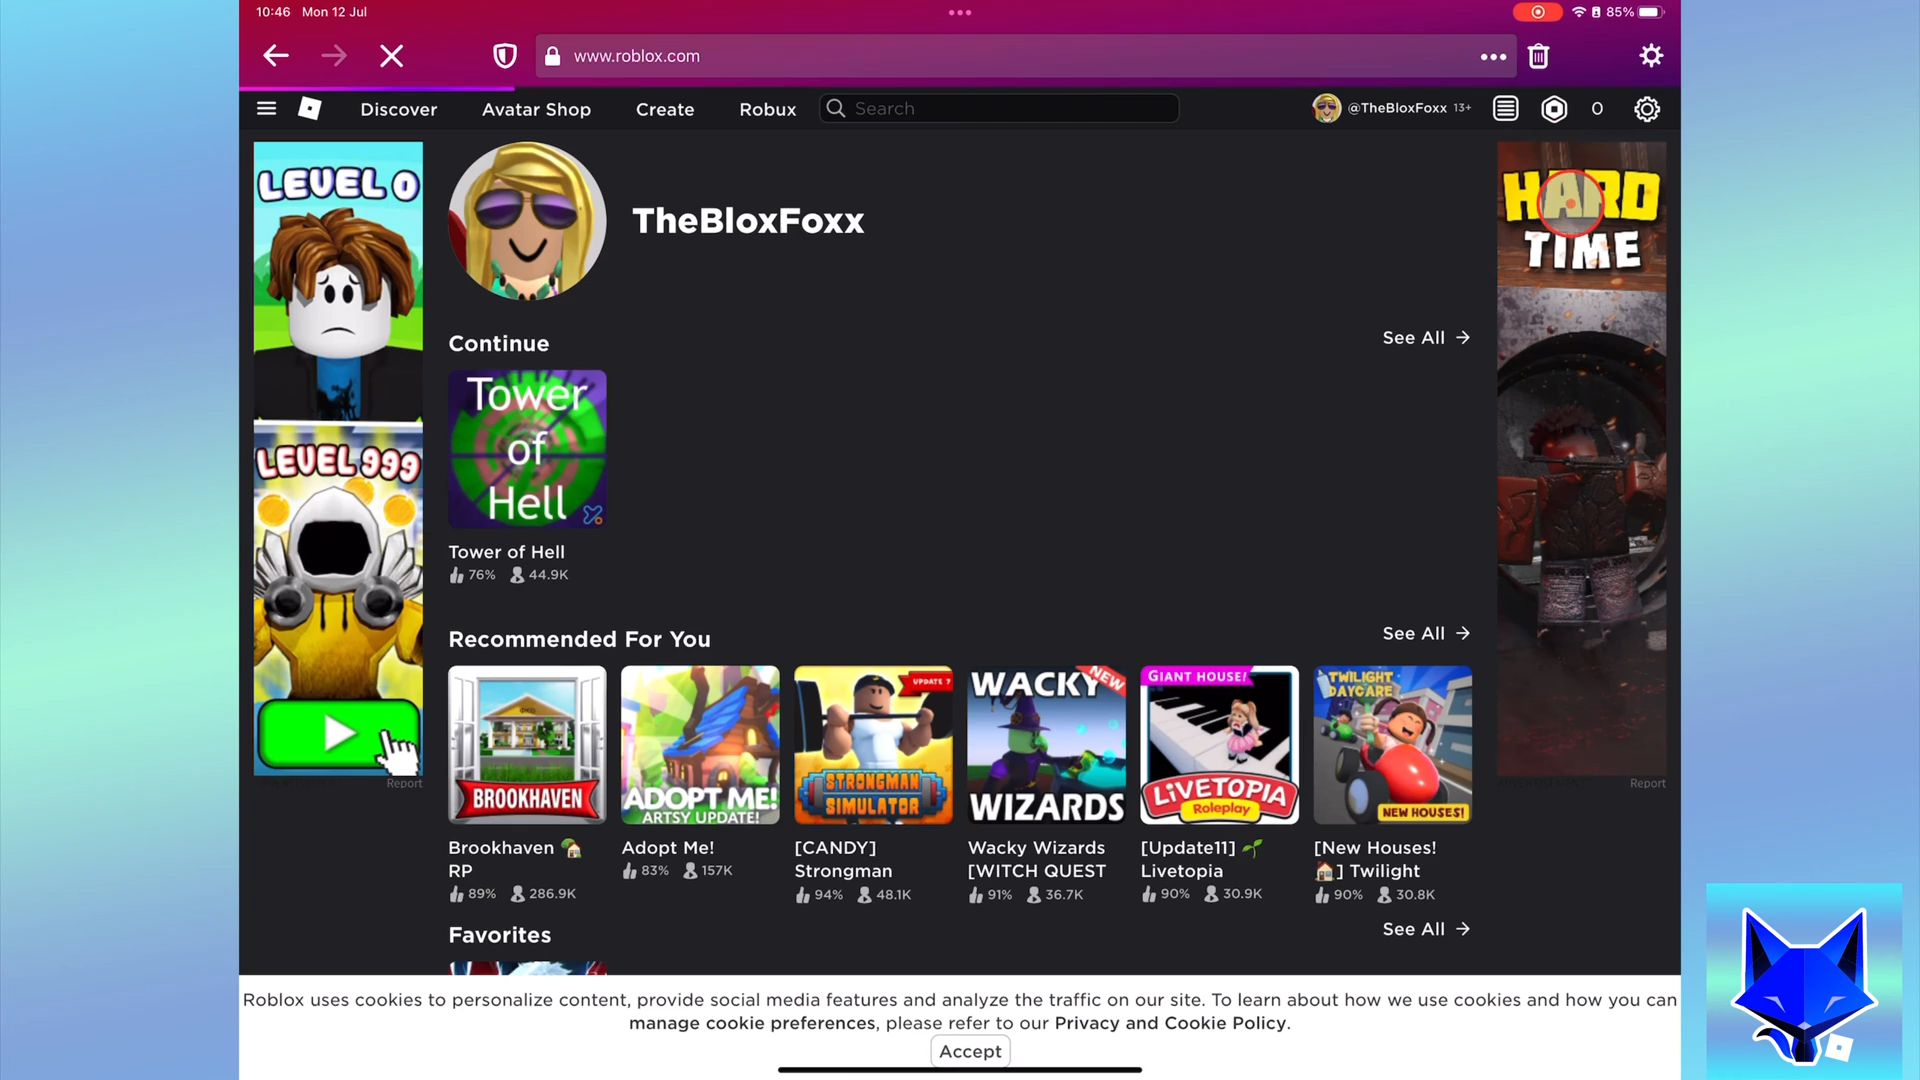 10:46 Mon 12 Jul
85%
www.roblox.com
Discover Avatar Shop Create Robux Search @TheBloxFoxx 13+ 0
LEVEL 0
LEVEL 999
Report
TheBloxFoxx
Continue See All
Tower
of
Hell
Tower of Hell
76% 44.9K
Recommended For You See All
BROOKHAVEN
ADOPT ME!
ARTSY UPDATE!
UPDATE 7
STRONGMAN
SIMULATOR
WACKY NEW
WIZARDS
GIANT HOUSE!
LIVETOPIA
Roleplay
TWILIGHT
DAYCARE
NEW HOUSES!
Brookhaven
RP
89% 286.9K
Adopt Me!
83% 157K
[CANDY]
Strongman
94% 48.1K
Wacky Wizards
[WITCH QUEST
91% 36.7K
[Update11]
Livetopia
90% 30.9K
[New Houses!
] Twilight
90% 30.8K
Favorites See All
HARD
TIME
ADVERTISEMENT Report
Roblox uses cookies to personalize content, provide social media features and analyze the traffic on our site. To learn about how we use cookies and how you can
manage cookie preferences, please refer to our Privacy and Cookie Policy.
Accept